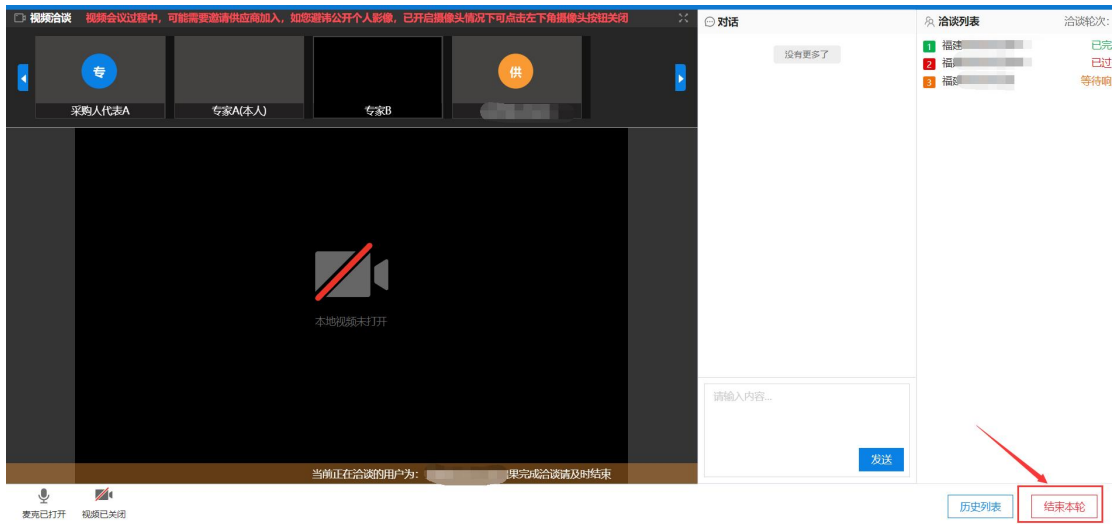 视频洽谈 视频会议过程中，可能需要邀请供应商加入，如您避讳公开个人影像，已开启摄像头情况下可点击左下角摄像头按钮关闭
专
采购人代表A
专家A(本人)
专家B
供
本地视频未打开
当前正在洽谈的用户为： 果完成洽谈请及时结束
麦克已打开
视频已关闭
对话
没有更多了
请输入内容...
发送
洽谈列表 洽谈轮次：
1 福建 已完
2 福 已过
3 福建 等待响
历史列表
结束本轮